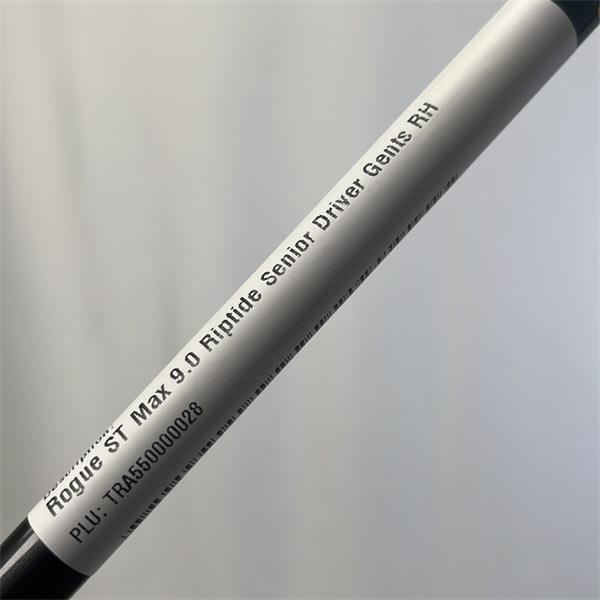 Rogue ST Max 9.0 Riptide Senior Driver Gents RH
PLU: TRA550000028